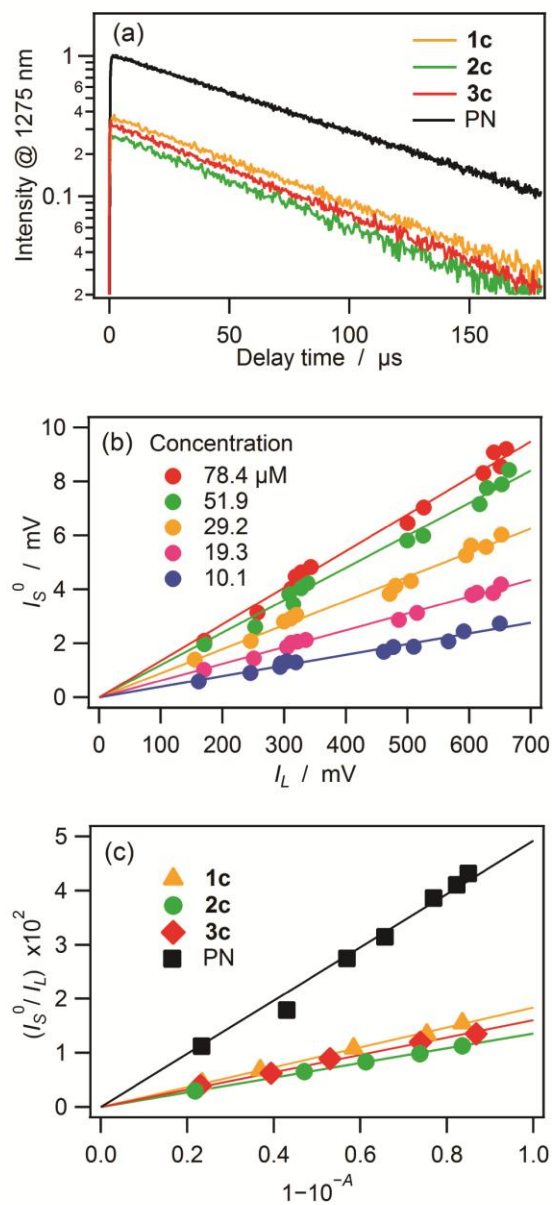 (a)
1c
2c
3c
PN
1
6
4
2
0.1
6
4
2
Intensity @ 1275 nm
0
50
100
150
Delay time / μs
(b)
Concentration
78.4 μM
51.9
29.2
19.3
10.1
10
8
6
4
2
0
I_S^0 / mV
0
100
200
300
400
500
600
700
I_L / mV
(c)
1c
2c
3c
PN
5
4
3
2
1
0
(I_S^0/ I_L) x10^2
0.0
0.2
0.4
0.6
0.8
1.0
1−10^−A